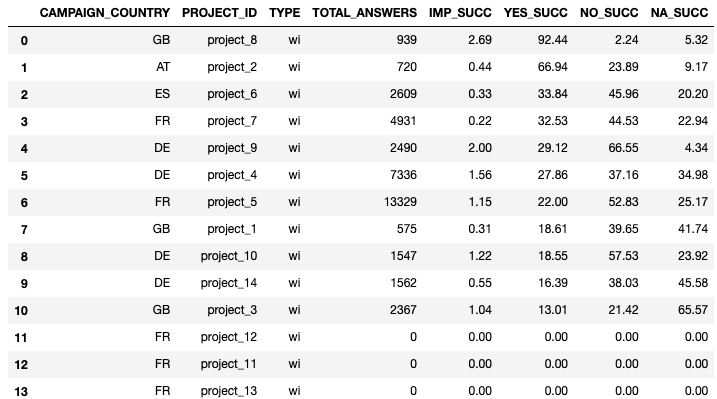 CAMPAIGN_COUNTRY PROJECT_ID TYPE TOTAL_ANSWERS IMP_SUCC YES_SUCC NO_SUCC NA_SUCC
0 GB project_8 wi 939 2.69 92.44 2.24 5.32
1 AT project_2 wi 720 0.44 66.94 23.89 9.17
2 ES project_6 wi 2609 0.33 33.84 45.96 20.20
3 FR project_7 wi 4931 0.22 32.53 44.53 22.94
4 DE project_9 wi 2490 2.00 29.12 66.55 4.34
5 DE project_4 wi 7336 1.56 27.86 37.16 34.98
6 FR project_5 wi 13329 1.15 22.00 52.83 25.17
7 GB project_1 wi 575 0.31 18.61 39.65 41.74
8 DE project_10 wi 1547 1.22 18.55 57.53 23.92
9 DE project_14 wi 1562 0.55 16.39 38.03 45.58
10 GB project_3 wi 2367 1.04 13.01 21.42 65.57
11 FR project_12 wi 0 0.00 0.00 0.00 0.00
12 FR project_11 wi 0 0.00 0.00 0.00 0.00
13 FR project_13 wi 0 0.00 0.00 0.00 0.00